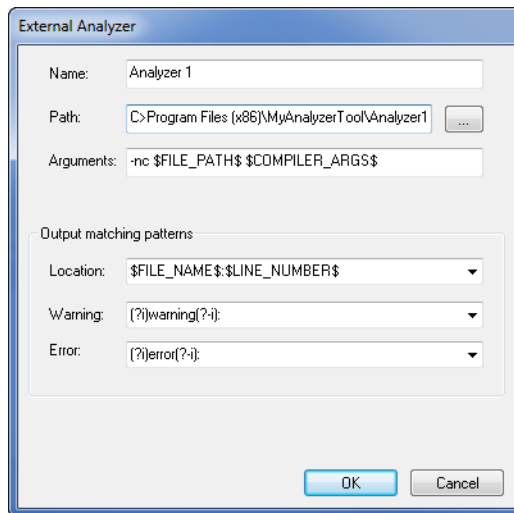 External Analyzer
Name: Analyzer 1
Path: C>Program Files (x86)\MyAnalyzerTool\Analyzer1 ...
Arguments: -nc $FILE_PATH$ $COMPILER_ARGS$
Output matching patterns
Location: $FILE_NAME$:$LINE_NUMBER$
Warning: (?i)warning(?-i):
Error: (?i)error(?-i):
OK Cancel